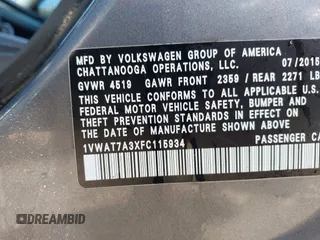 MFD BY VOLKSWAGEN GROUP OF AMERICA 07/2015
CHATTANOOGA OPERATIONS, LLC.
GVWR 4519 GAWR FRONT 2359 / REAR 2271 LB
THIS VEHICLE CONFORMS TO ALL APPLICABLE U.S.
FEDERAL MOTOR VEHICLE SAFETY, BUMPER AND
THEFT PREVENTION STANDARDS IN EFFECT ON THE
DATE OF MANUFACTURE SHOWN ABOVE.
1VWAT7A3XFC115934 PASSENGER CA
DREAMBID